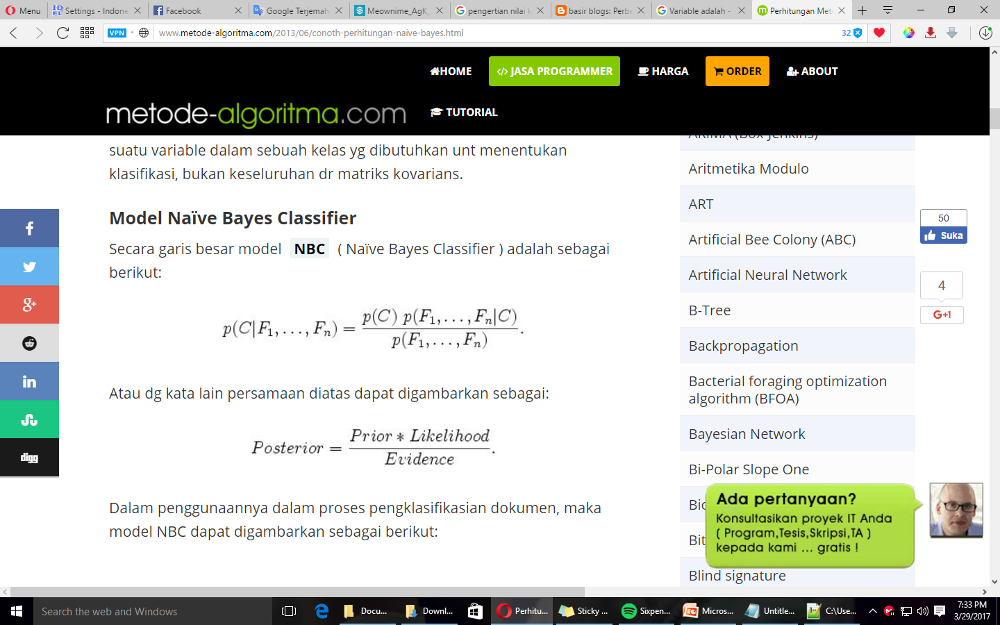 Menu
Settings - Indone
Facebook
Google Terjemah
Meownime_AgK_
pengertian nilai k
basir blogs: Perbe
Variable adalah -
Perhitungan Met
VPN
www.metode-algoritma.com/2013/06/conoth-perhitungan-naive-bayes.html
32
HOME
</> JASA PROGRAMMER
HARGA
ORDER
ABOUT
metode-algoritma.com
TUTORIAL
suatu variable dalam sebuah kelas yg dibutuhkan unt menentukan
klasifikasi, bukan keseluruhan dr matriks kovarians.
Model Naïve Bayes Classifier
Secara garis besar model NBC ( Naïve Bayes Classifier ) adalah sebagai
berikut:
p(C|F₁, . . . , Fₙ) = p(C) p(F₁, . . . , Fₙ|C) / p(F₁, . . . , Fₙ).
Atau dg kata lain persamaan diatas dapat digambarkan sebagai:
Posterior = Prior * Likelihood / Evidence.
Dalam penggunaannya dalam proses pengklasifikasian dokumen, maka
model NBC dapat digambarkan sebagai berikut:
ARIMA (Box-Jenkins)
Aritmetika Modulo
ART
Artificial Bee Colony (ABC)
Artificial Neural Network
B-Tree
Backpropagation
Bacterial foraging optimization
algorithm (BFOA)
Bayesian Network
Bi-Polar Slope One
Bit
Blind signature
50
Suka
4
G+1
digg
Ada pertanyaan?
Konsultasikan proyek IT Anda
( Program,Tesis,Skripsi,TA )
kepada kami ... gratis !
Search the web and Windows
Docu...
Downl...
Perhitu...
Sticky ...
Sixpen...
Micros...
Untitle...
C:\Use...
7:33 PM
3/29/2017